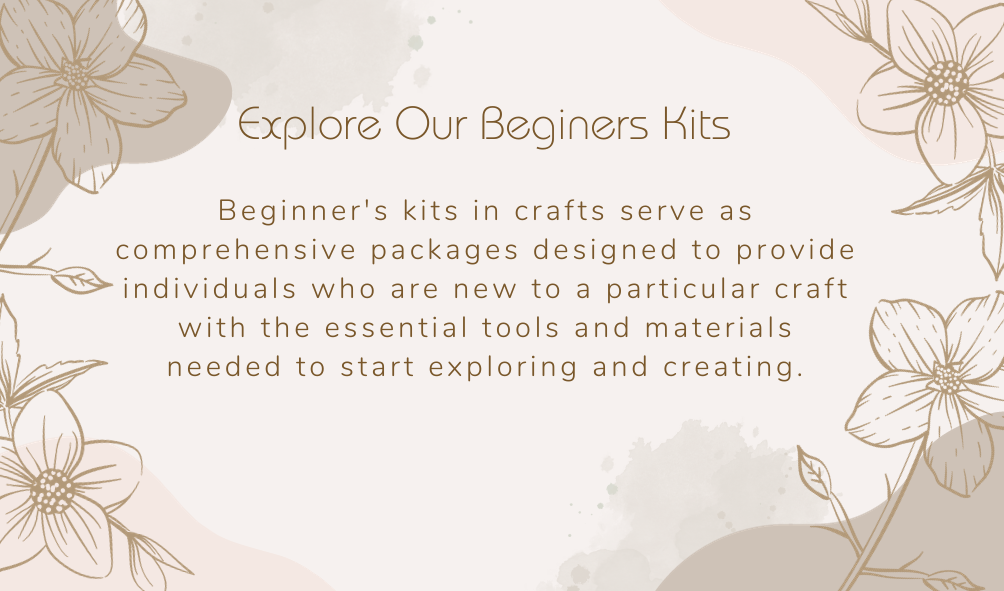 Explore Our Beginers Kits
Beginner's kits in crafts serve as
comprehensive packages designed to provide
individuals who are new to a particular craft
with the essential tools and materials
needed to start exploring and creating.